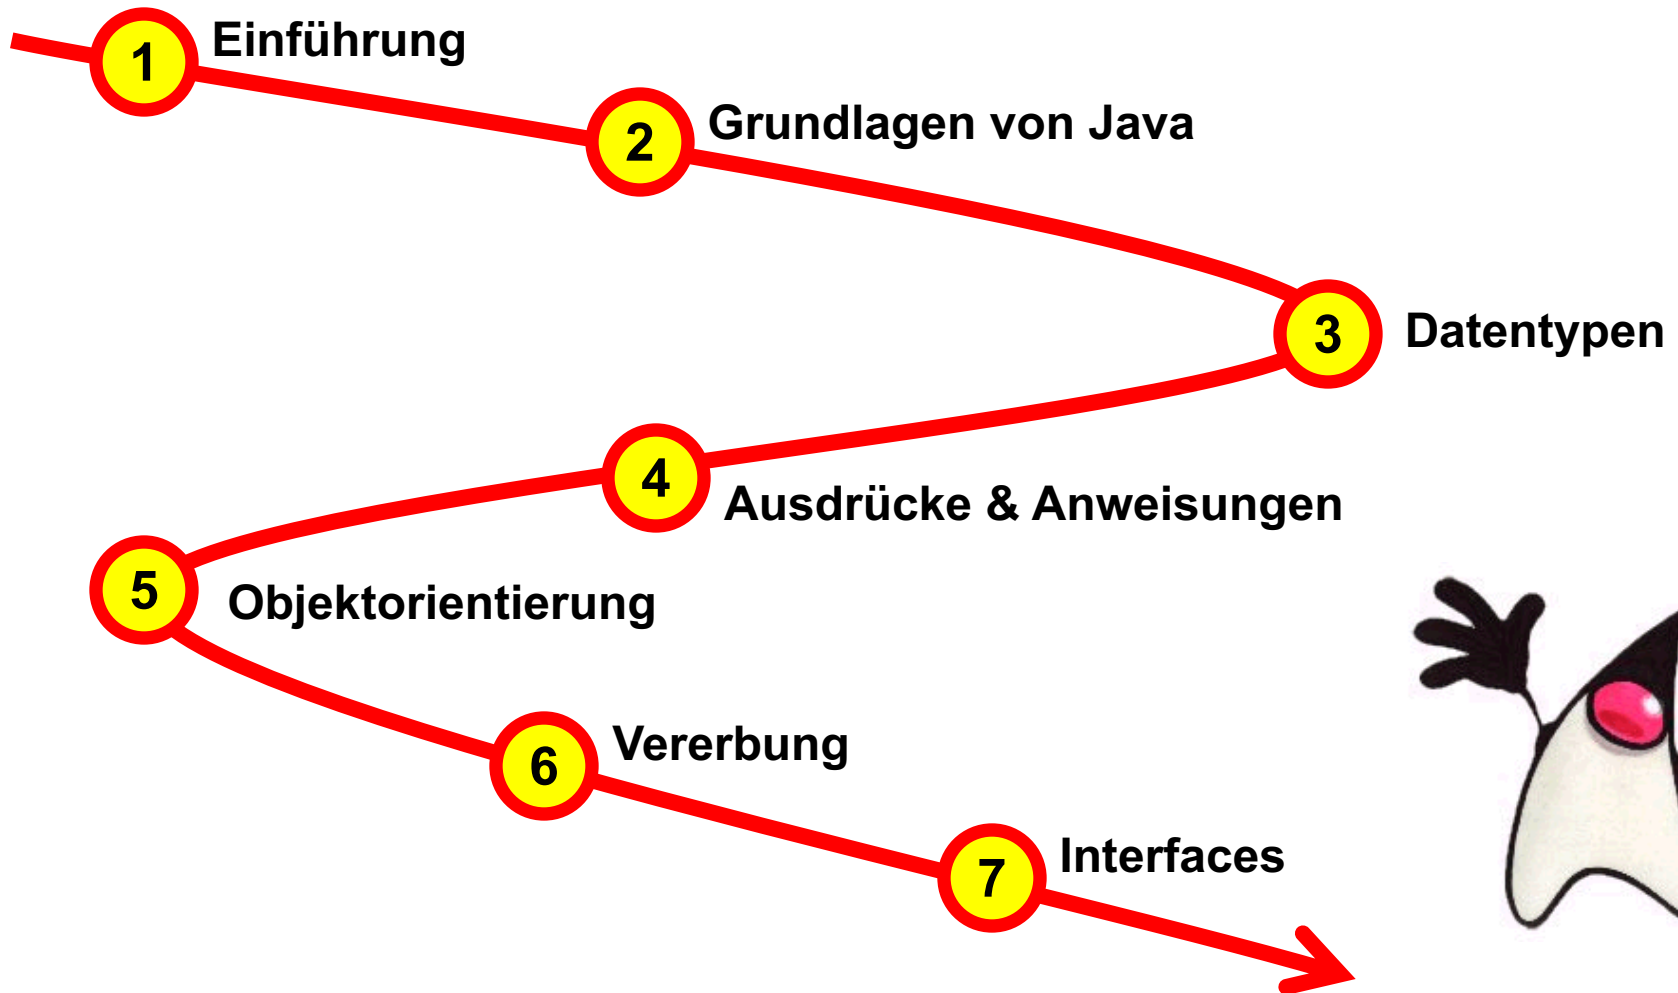 1 Einführung
2 Grundlagen von Java
3 Datentypen
4 Ausdrücke & Anweisungen
5 Objektorientierung
6 Vererbung
7 Interfaces